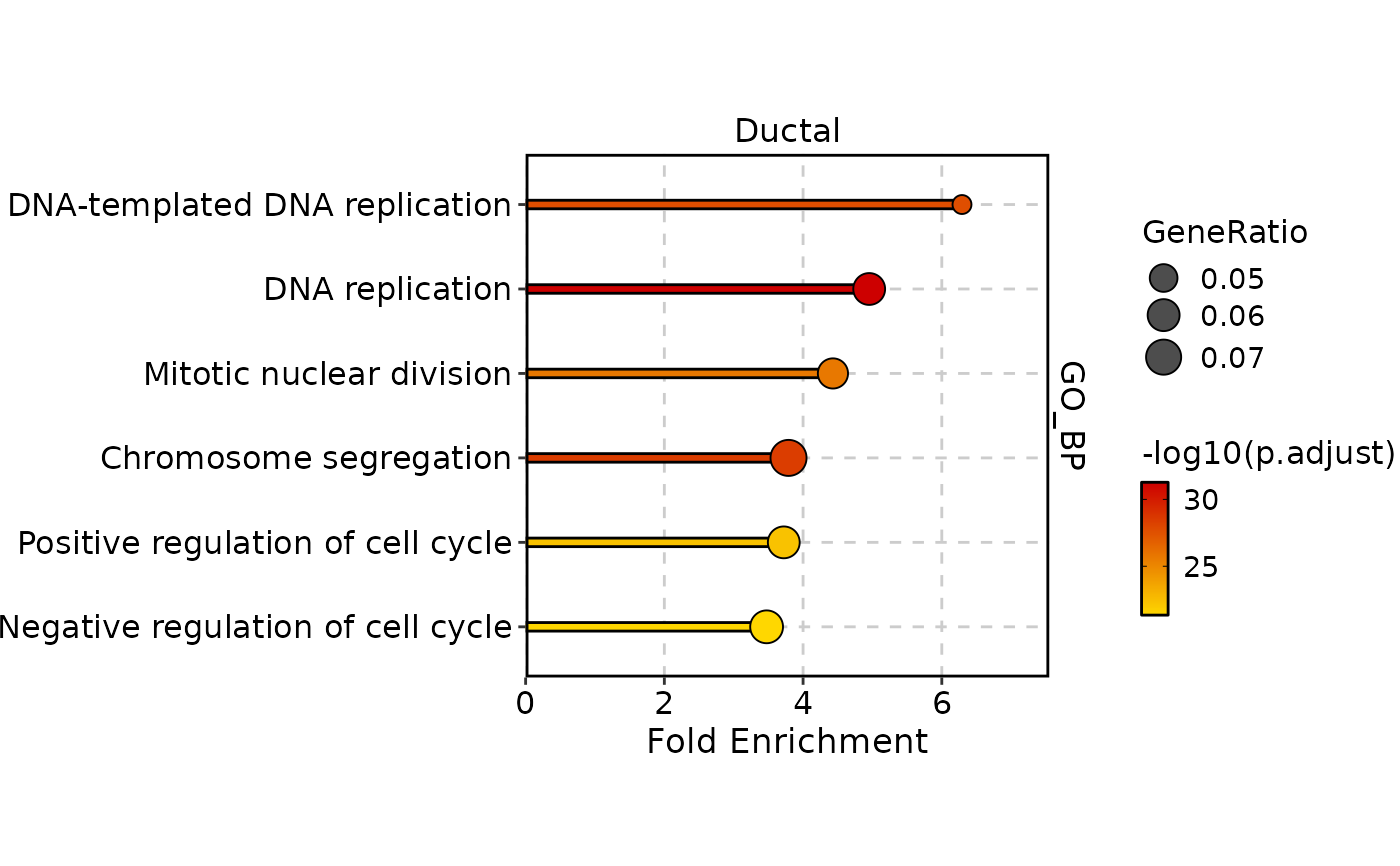 Ductal
DNA-templated DNA replication
DNA replication
Mitotic nuclear division
Chromosome segregation
Positive regulation of cell cycle
Negative regulation of cell cycle
0 2 4 6
Fold Enrichment
GO_BP
GeneRatio
0.05
0.06
0.07
-log10(p.adjust)
30
25